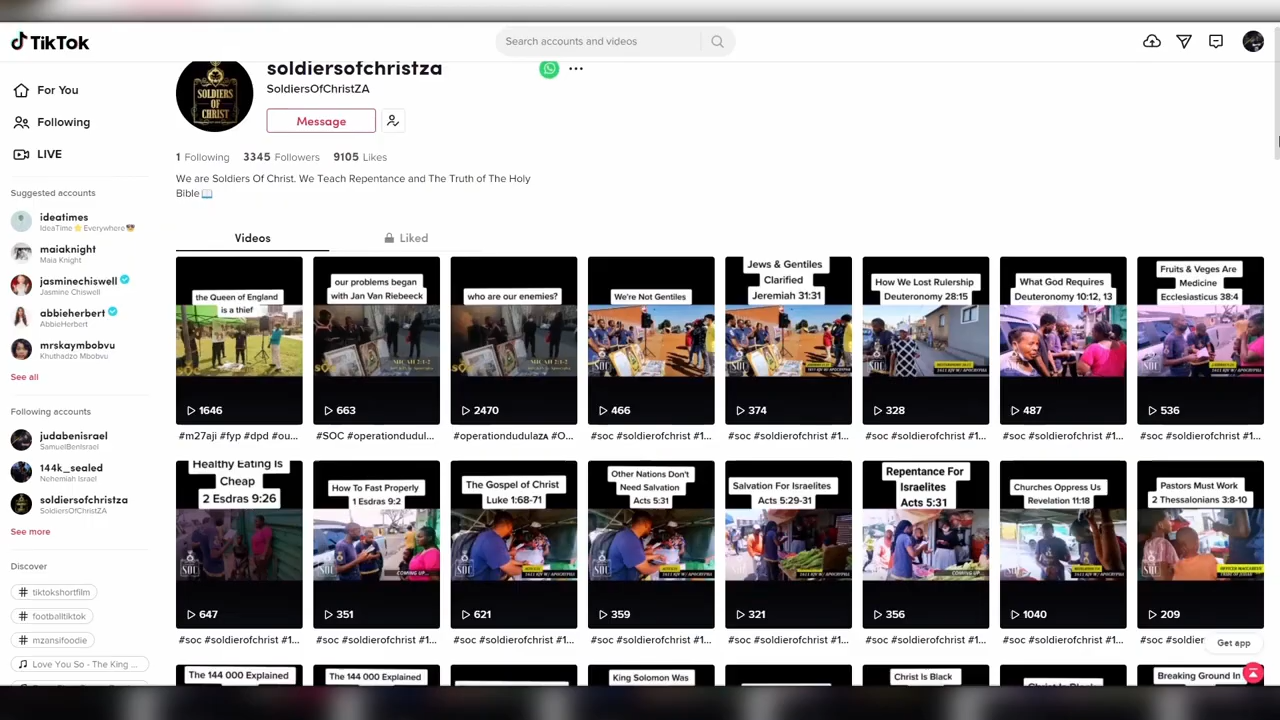 TikTok
Search accounts and videos
For You
Following
LIVE
Suggested accounts
ideatimes
IdeaTime⭐Everywhere
maiaknight
Maia Knight
jasminechiswell
Jasmine Chiswell
abbieherbert
AbbieHerbert
mrskaymbobvu
Khuthadzo Mbobvu
See all
Following accounts
judabenisrael
SamuelBenIsrael
144k_sealed
Nehemiah Israel
soldiersofchristza
SoldiersOfChristZA
See more
Discover
# tiktokshortfilm
# footballtiktok
# mzansifoodie
Love You So - The King ...
SOLDIERS
OF
CHRIST
soldiersofchristza
SoldiersOfChristZA
Message
1 Following 3345 Followers 9105 Likes
We are Soldiers Of Christ. We Teach Repentance and The Truth of The Holy
Bible📖
Videos
Liked
the Queen of England
is a thief
1646
#m27aji #fyp #dpd #ou...
our problems began
with Jan Van Riebeeck
663
#SOC #operationdudul...
who are our enemies?
2470
#operationdudulaZA #O...
We're Not Gentiles
466
#soc #soldierofchrist #1...
Jews & Gentiles
Clarified
Jeremiah 31:31
374
#soc #soldierofchrist #1...
How We Lost Rulership
Deuteronomy 28:15
328
#soc #soldierofchrist #1...
What God Requires
Deuteronomy 10:12, 13
487
#soc #soldierofchrist #1...
Fruits & Veges Are
Medicine
Ecclesiasticus 38:4
536
#soc #soldierofchrist #1...
Healthy Eating Is
Cheap
2 Esdras 9:26
647
#soc #soldierofchrist #1...
How To Fast Properly
1 Esdras 9:2
COMING UP...
351
#soc #soldierofchrist #1...
The Gospel of Christ
Luke 1:68-71
621
#soc #soldierofchrist #1...
Other Nations Don't
Need Salvation
Acts 5:31
359
#soc #soldierofchrist #1...
Salvation For Israelites
Acts 5:29-31
321
#soc #soldierofchrist #1...
Repentance For
Israelites
Acts 5:31
COMING UP...
356
#soc #soldierofchrist #1...
Churches Oppress Us
Revelation 11:18
1040
#soc #soldierofchrist #1...
Pastors Must Work
2 Thessalonians 3:8-10
209
#soc #soldier
Get app
The 144 000 Explained
The 144 000 Explained
King Solomon Was
Christ Is Black
Breaking Ground In